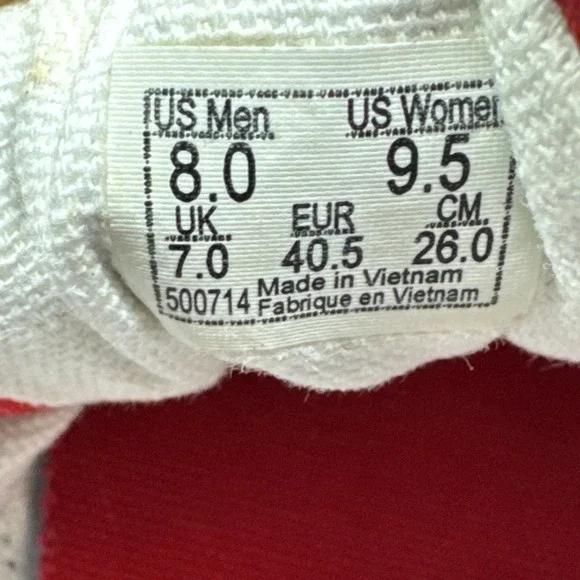 US Men US Women
8.0 9.5
UK EUR CM.
7.0 40.5 26.0
500714 Made in Vietnam
Fabrique en Vietnam